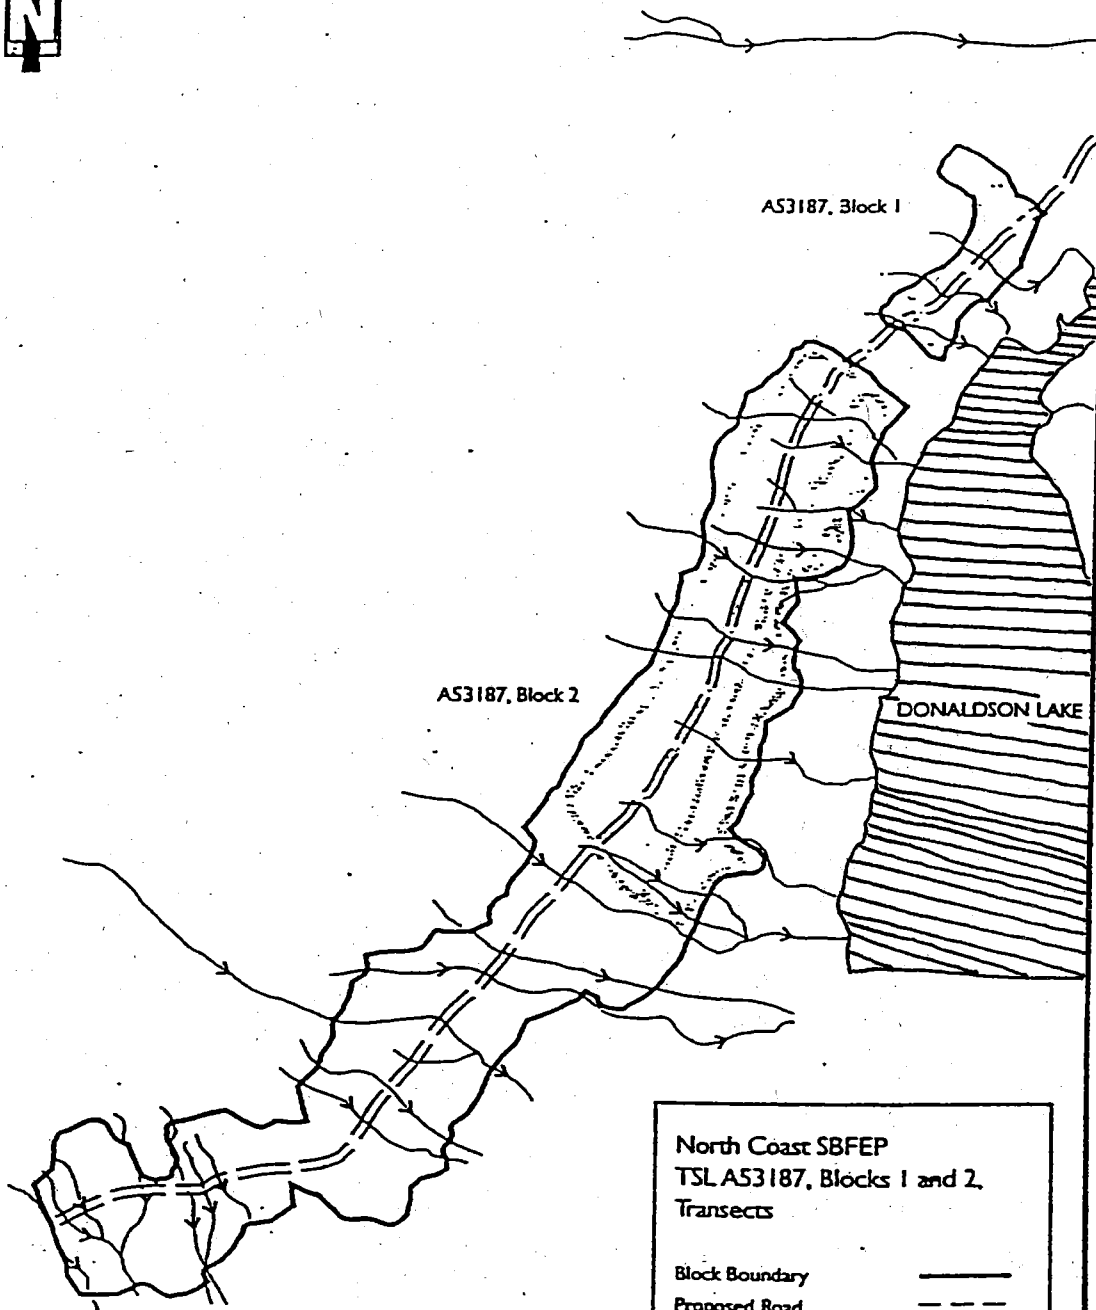 N
A53187, Block 1
A53187, Block 2
DONALDSON LAKE
North Coast SBFEP
TSL A53187, Blocks 1 and 2,
Transects
Block Boundary
Proposed Road